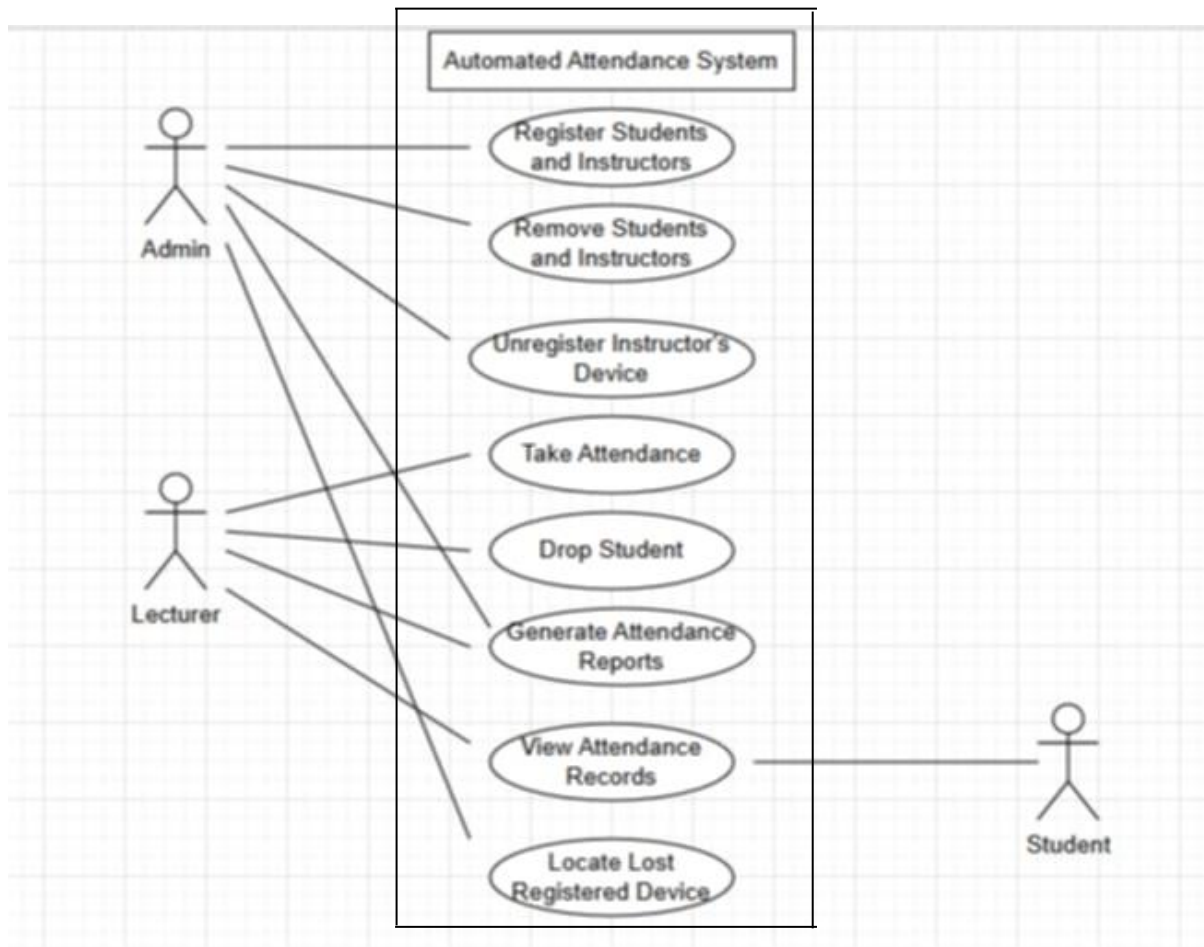 Automated Attendance System
Register Students
and Instructors
Remove Students
and Instructors
Admin
Unregister Instructor's
Device
Take Attendance
Drop Student
Lecturer
Generate Attendance
Reports
View Attendance
Records
Student
Locate Lost
Registered Device